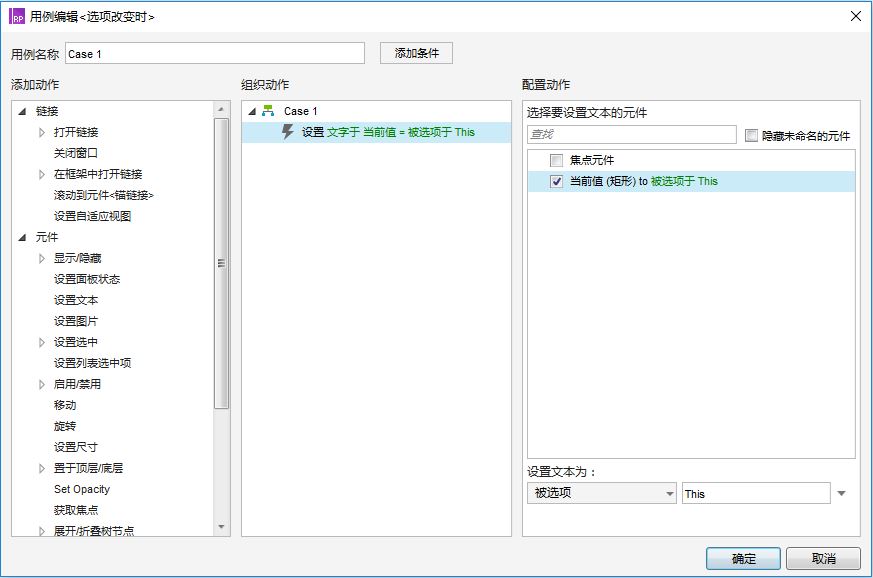 RP 用例编辑<选项改变时>
用例名称 Case 1 添加条件
添加动作
链接
打开链接
关闭窗口
在框架中打开链接
滚动到元件<锚链接>
设置自适应视图
元件
显示/隐藏
设置面板状态
设置文本
设置图片
设置选中
设置列表选中项
启用/禁用
移动
旋转
设置尺寸
置于顶层/底层
Set Opacity
获取焦点
展开/折叠树节点
组织动作
Case 1
设置 文字于 当前值 = 被选项于 This
配置动作
选择要设置文本的元件
查找 隐藏未命名的元件
焦点元件
当前值 (矩形) to 被选项于 This
设置文本为：
被选项 This
确定 取消